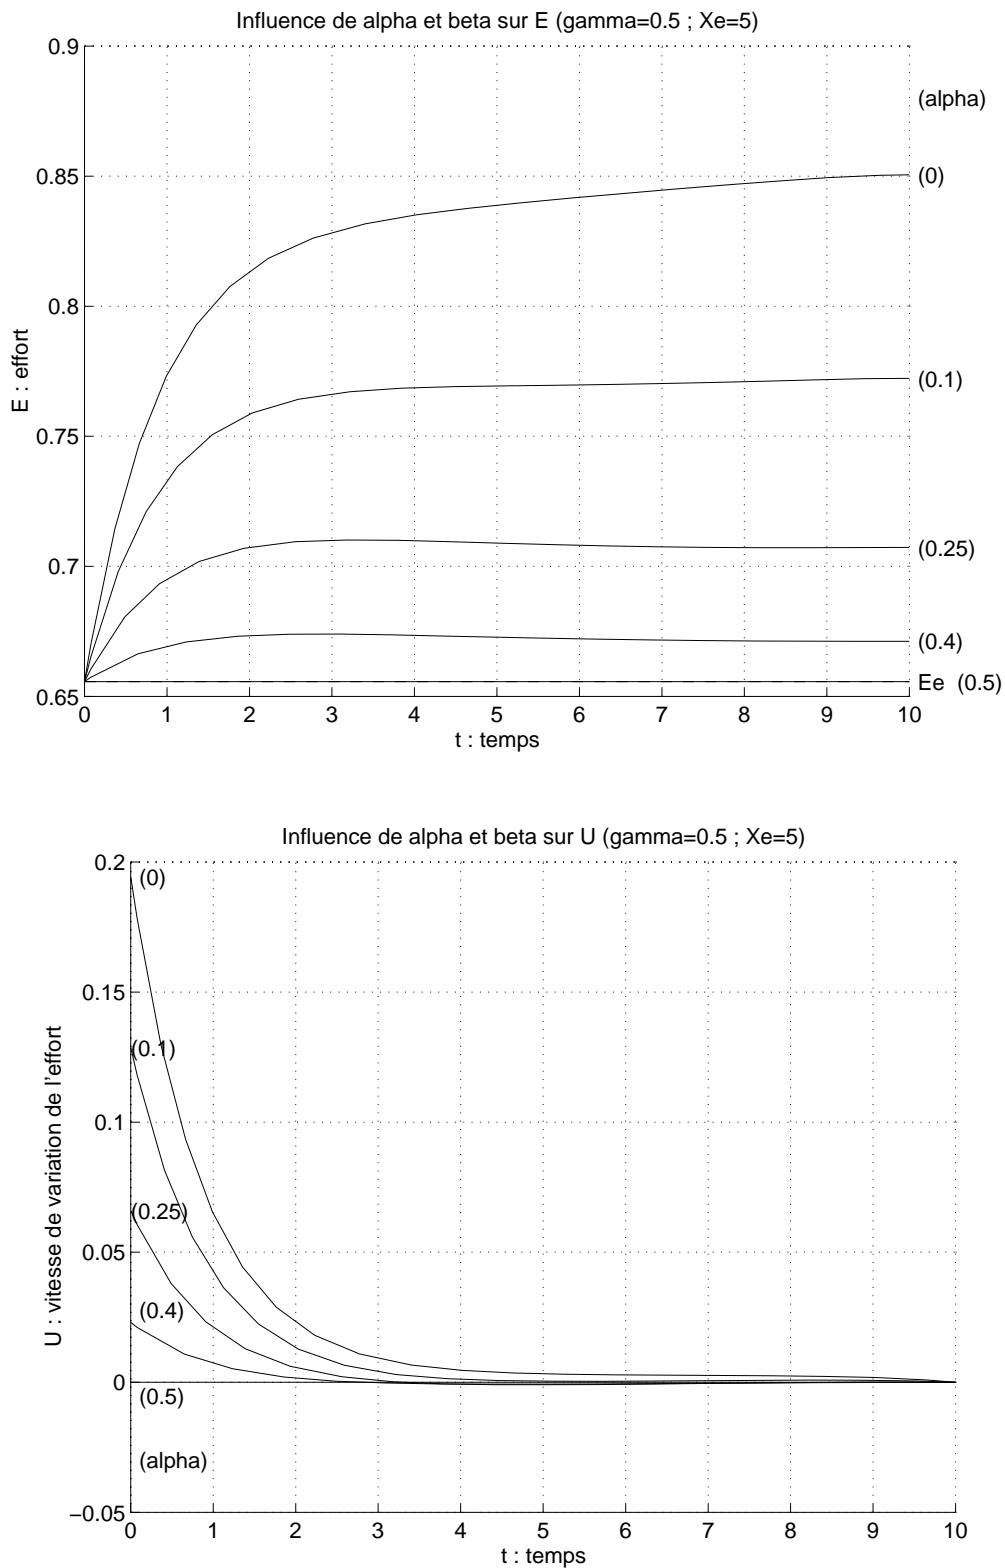 Influence de alpha et beta sur E (gamma=0.5 ; Xe=5)
0.9
(alpha)
0.85
(0)
0.8
E : effort
0.75
(0.1)
0.7
(0.25)
(0.4)
0.65
Ee (0.5)
0 1 2 3 4 5 6 7 8 9 10
t : temps
Influence de alpha et beta sur U (gamma=0.5 ; Xe=5)
0.2
(0)
0.15
(0.1)
0.1
U : vitesse de variation de l'effort
(0.25)
0.05
(0.4)
0
(0.5)
(alpha)
−0.05
0 1 2 3 4 5 6 7 8 9 10
t : temps